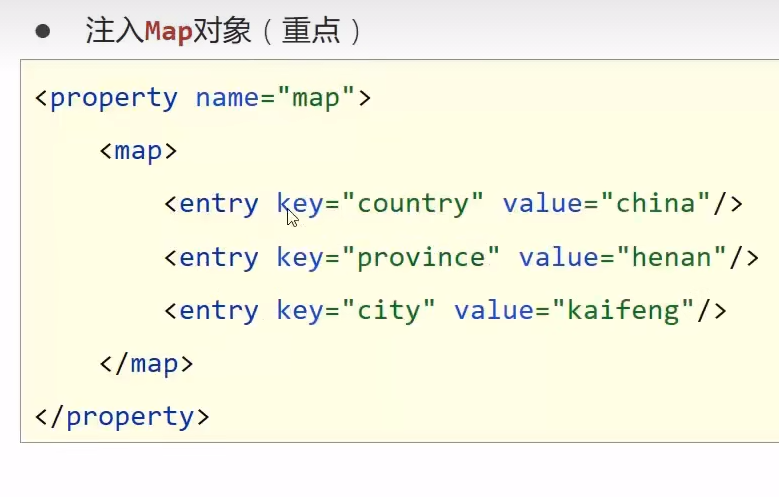 ● 注入Map对象（重点）
<property name="map">
<map>
<entry key="country" value="china"/>
<entry key="province" value="henan"/>
<entry key="city" value="kaifeng"/>
</map>
</property>